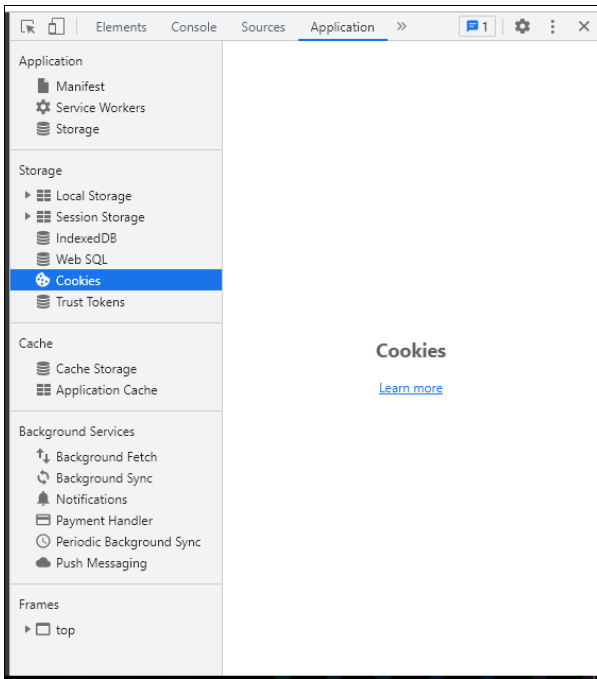 Elements Console Sources Application » 1
Application
Manifest
Service Workers
Storage
Storage
Local Storage
Session Storage
IndexedDB
Web SQL
Cookies
Trust Tokens
Cache
Cache Storage
Application Cache
Background Services
Background Fetch
Background Sync
Notifications
Payment Handler
Periodic Background Sync
Push Messaging
Frames
top
Cookies
Learn more